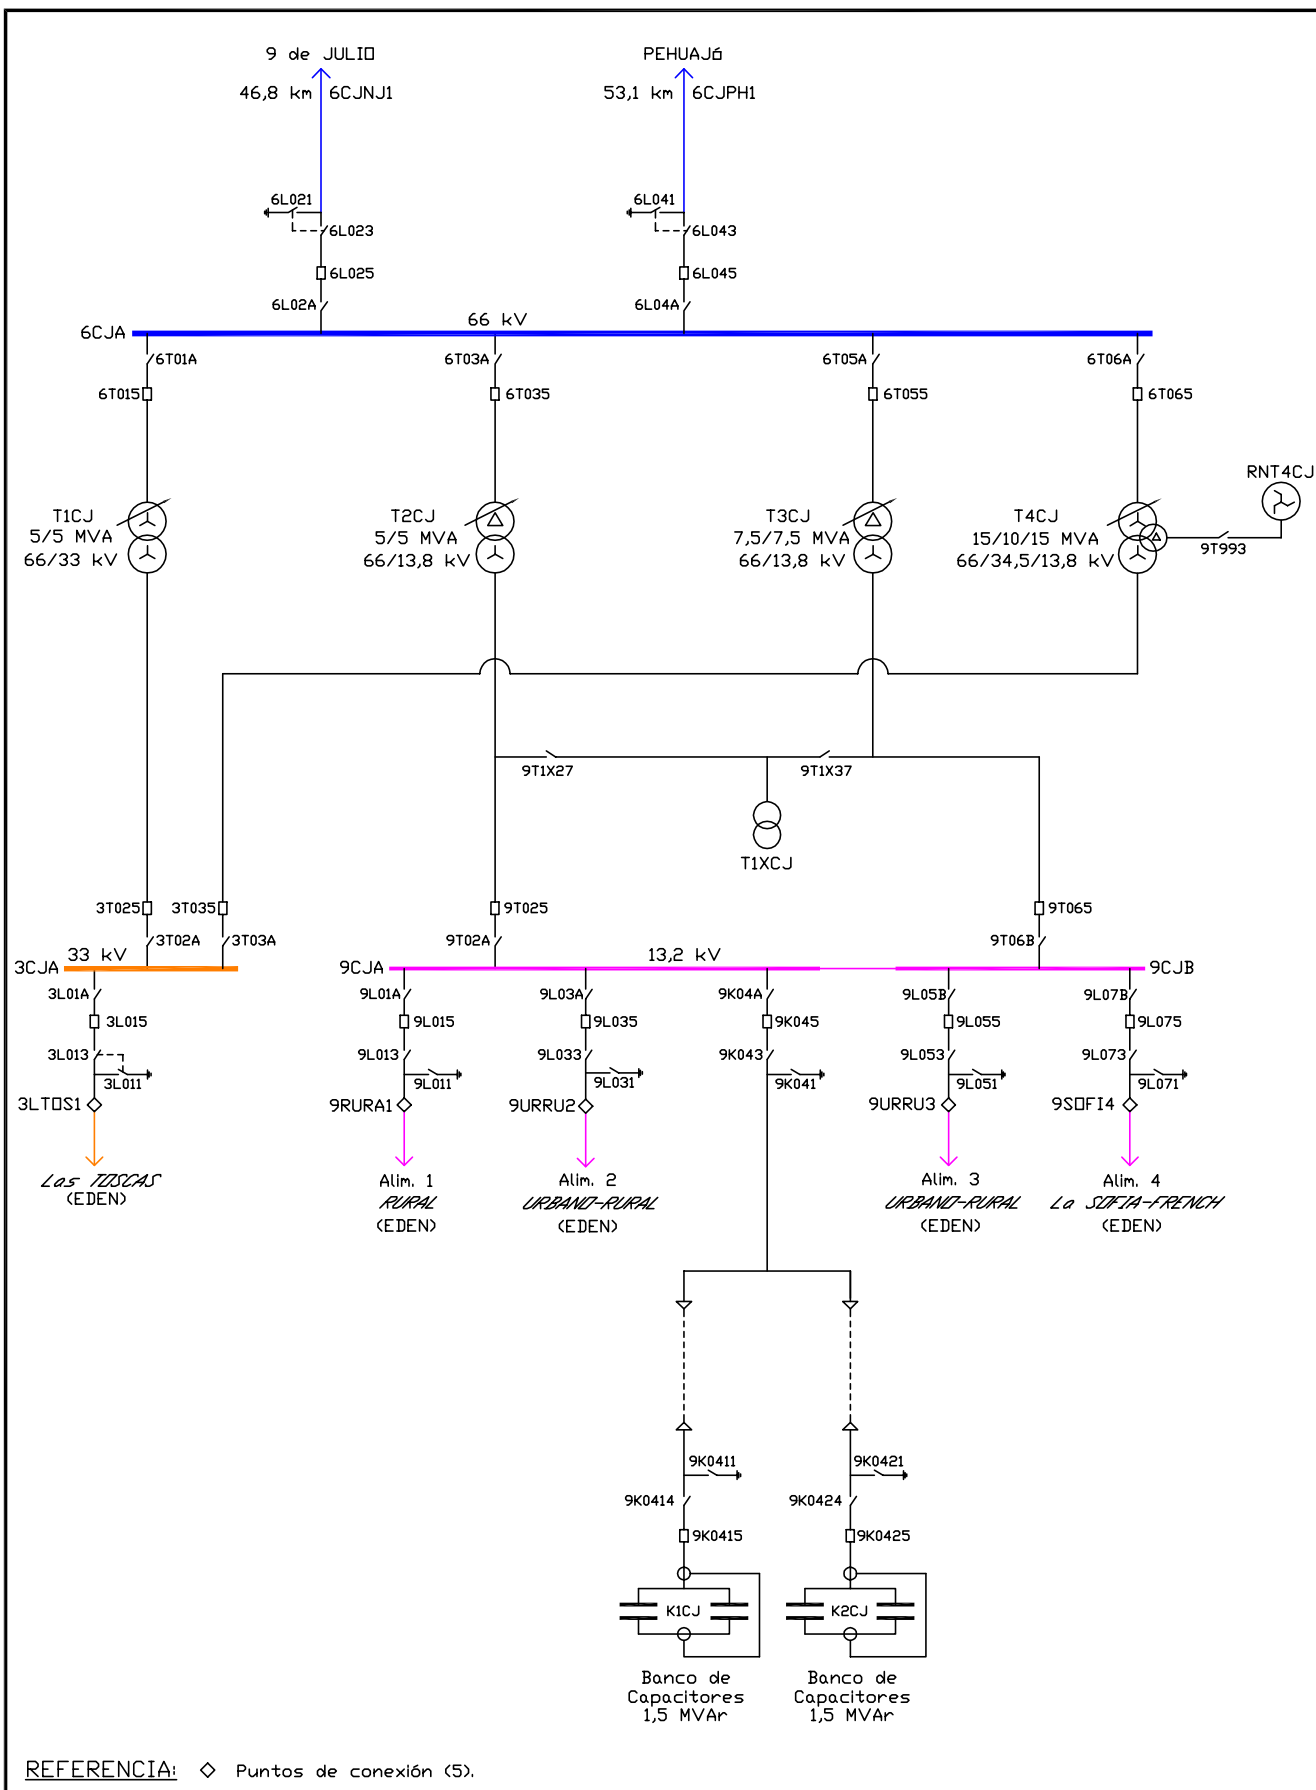 9 de JULIO
46,8 km 6CJNJ1
PEHUAJó
53,1 km 6CJPH1
6L021
6L023
6L025
6L02A
6L041
6L043
6L045
6L04A
66 kV
6CJA
6T01A
6T015
6T03A
6T035
6T05A
6T055
6T06A
6T065
T1CJ
5/5 MVA
66/33 kV
T2CJ
5/5 MVA
66/13,8 kV
T3CJ
7,5/7,5 MVA
66/13,8 kV
T4CJ
15/10/15 MVA
66/34,5/13,8 kV
RNT4CJ
9T993
9T1X27
9T1X37
T1XCJ
3T025
3T035
9T025
9T065
3T02A
3T03A
9T02A
9T06B
3CJA
33 kV
9CJA
13,2 kV
9CJB
3L01A
3L015
3L013
3L011
3LTOS1
Las TOSCAS
(EDEN)
9L01A
9L015
9L013
9L011
9RURA1
Alim. 1
RURAL
(EDEN)
9L03A
9L035
9L033
9L031
9URRU2
Alim. 2
URBANO-RURAL
(EDEN)
9K04A
9K045
9K043
9K041
9L05B
9L055
9L053
9L051
9URRU3
Alim. 3
URBANO-RURAL
(EDEN)
9L07B
9L075
9L073
9L071
9SOFI4
Alim. 4
La SOFIA-FRENCH
(EDEN)
9K0411
9K0414
9K0415
K1CJ
Banco de
Capacitores
1,5 MVAr
9K0421
9K0424
9K0425
K2CJ
Banco de
Capacitores
1,5 MVAr
REFERENCIA: ◇ Puntos de conexión (5).